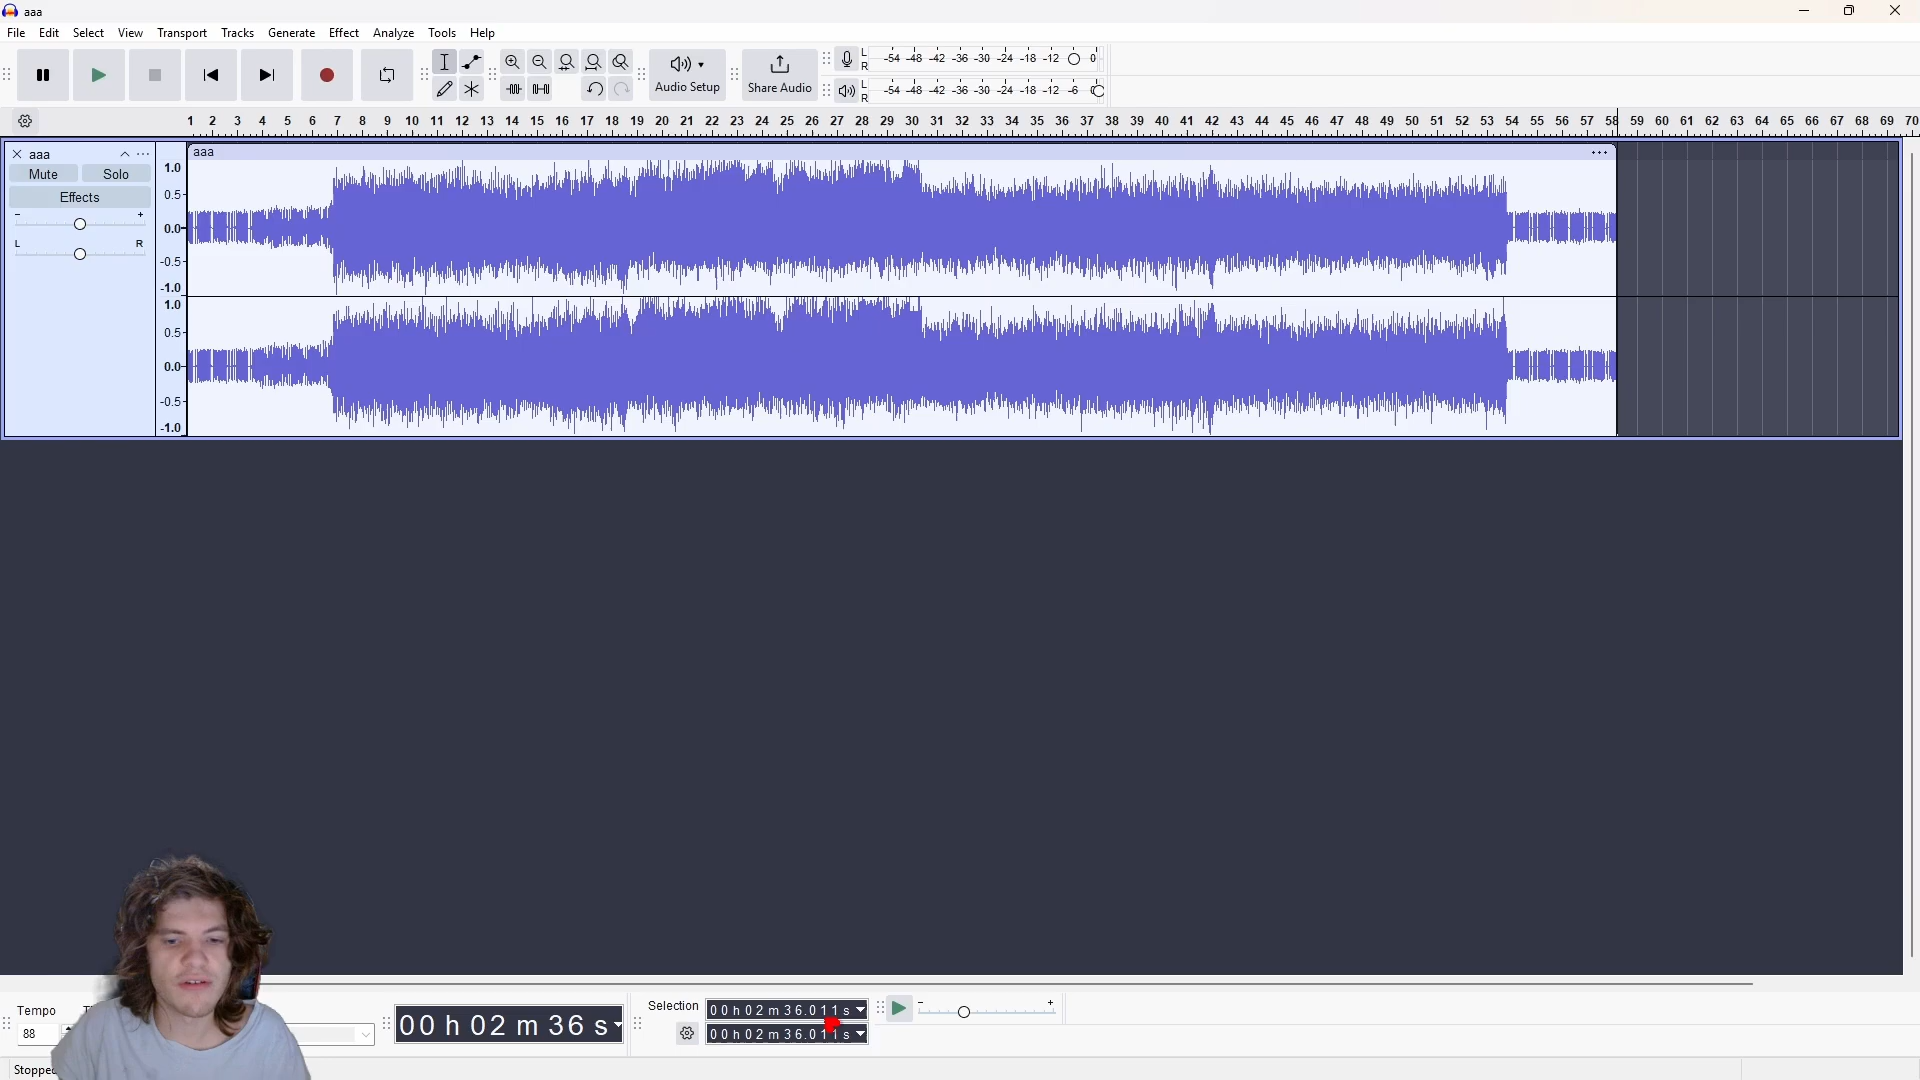 aaa
File Edit Select View Transport Tracks Generate Effect Analyze Tools Help
Audio Setup
Share Audio
L
R
-54 -48 -42 -36 -30 -24 -18 -12 0
L
R
-54 -48 -42 -36 -30 -24 -18 -12 -6
1 2 3 4 5 6 7 8 9 10 11 12 13 14 15 16 17 18 19 20 21 22 23 24 25 26 27 28 29 30 31 32 33 34 35 36 37 38 39 40 41 42 43 44 45 46 47 48 49 50 51 52 53 54 55 56 57 58 59 60 61 62 63 64 65 66 67 68 69 70
aaa
aaa
Mute Solo
Effects
- +
L R
1.0
0.5
0.0
-0.5
-1.0
1.0
0.5
0.0
-0.5
-1.0
Tempo
88
00 h 02 m 36 s
Selection
00 h 02 m 36.011 s
00 h 02 m 36.011 s
- +
Stopped